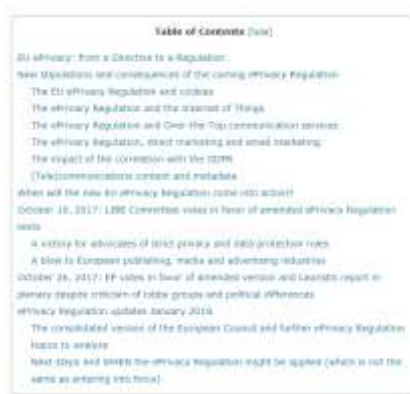 Table of Contents [hide]
EU ePrivacy: from a Directive to a Regulation
New stipulations and consequences of the coming ePrivacy Regulation
The EU ePrivacy Regulation and cookies
The ePrivacy Regulation and the Internet of Things
The ePrivacy Regulation and Over-the-Top communication services
The ePrivacy Regulation, direct marketing and email marketing
The impact of the correlation with the GDPR
(Tele)communications content and metadata
When will the new EU ePrivacy Regulation come into action?
October 19, 2017: LIBE Committee votes in favor of amended ePrivacy Regulation
texts
A victory for advocates of strict privacy and data protection rules
A blow to European publishing, media and advertising industries
October 26, 2017: EP votes in favor of amended version and Lauristin report in
plenary despite criticism of lobby groups and political differences
ePrivacy Regulation updates January 2018
The consolidated version of the European Council and further ePrivacy Regulation
topics to analyze
Next steps and WHEN the ePrivacy Regulation might be applied (which is not the
same as entering into force)